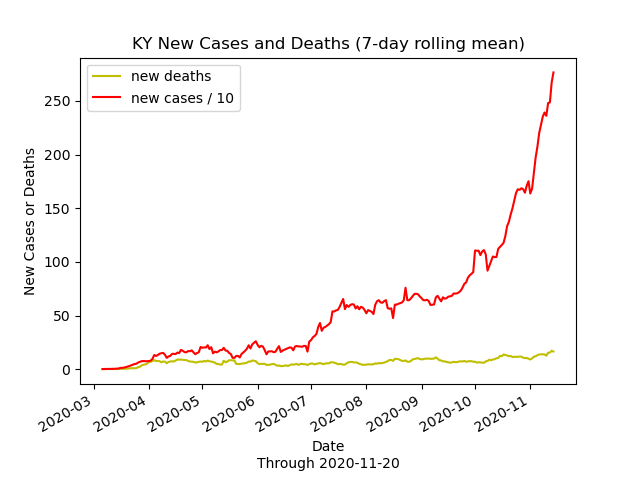 KY New Cases and Deaths (7-day rolling mean)
new deaths
new cases / 10
250
200
150
100
50
0
New Cases or Deaths
2020-03
2020-04
2020-05
2020-06
2020-07
2020-08
2020-09
2020-10
2020-11
Date
Through 2020-11-20